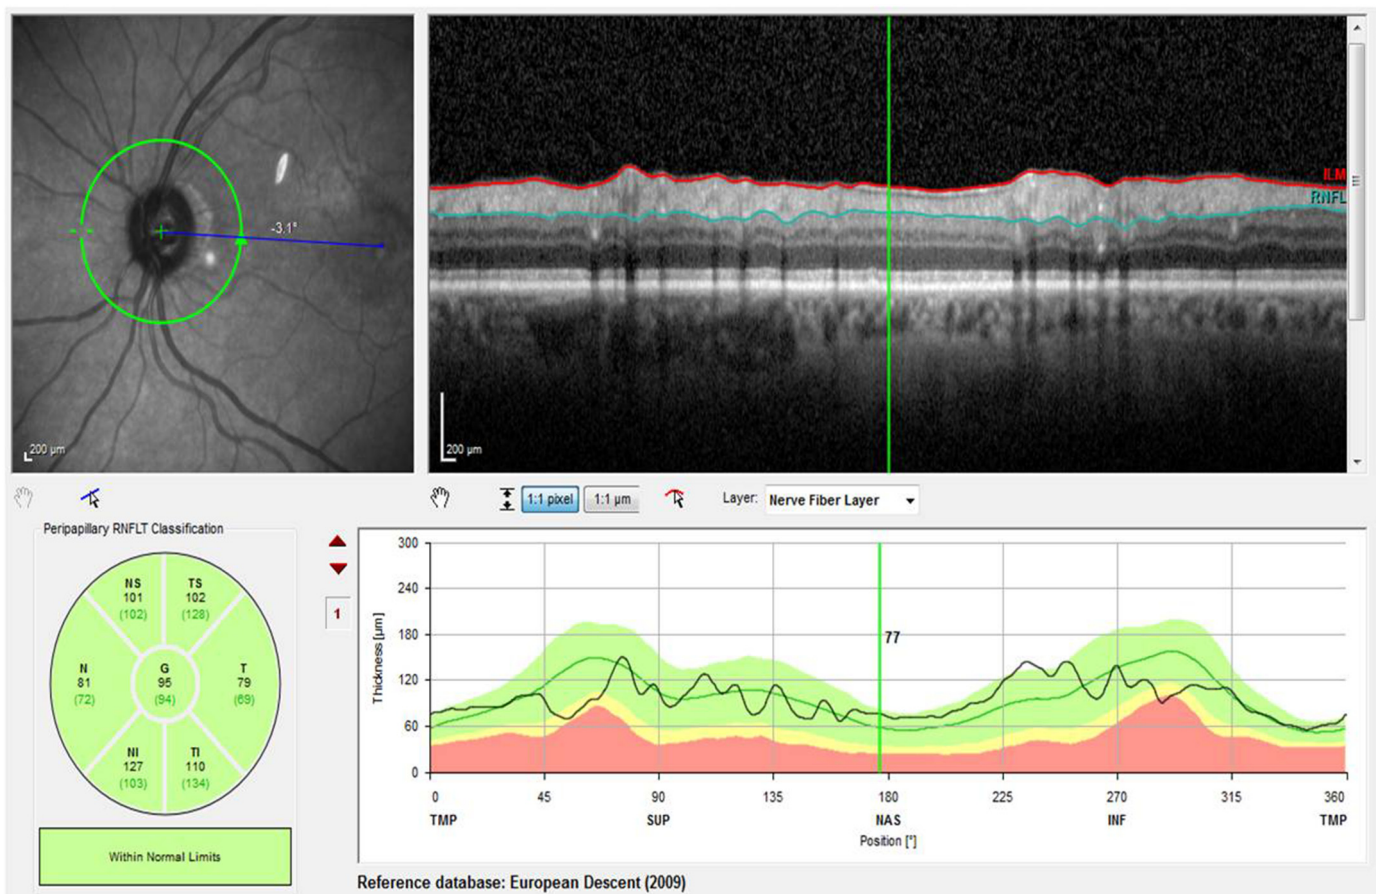 -3.1°
200 µm
ILM
RNFL
200 µm
1:1 pixel
1:1 µm
Layer:
Nerve Fiber Layer
Peripapillary RNFLT Classification
NS
101
(102)
TS
102
(128)
N
81
(72)
G
95
(94)
T
79
(69)
NI
127
(103)
TI
110
(134)
Within Normal Limits
1
Thickness [µm]
300
240
180
120
60
0
77
0 45 90 135 180 225 270 315 360
TMP SUP NAS INF TMP
Position [°]
Reference database: European Descent (2009)